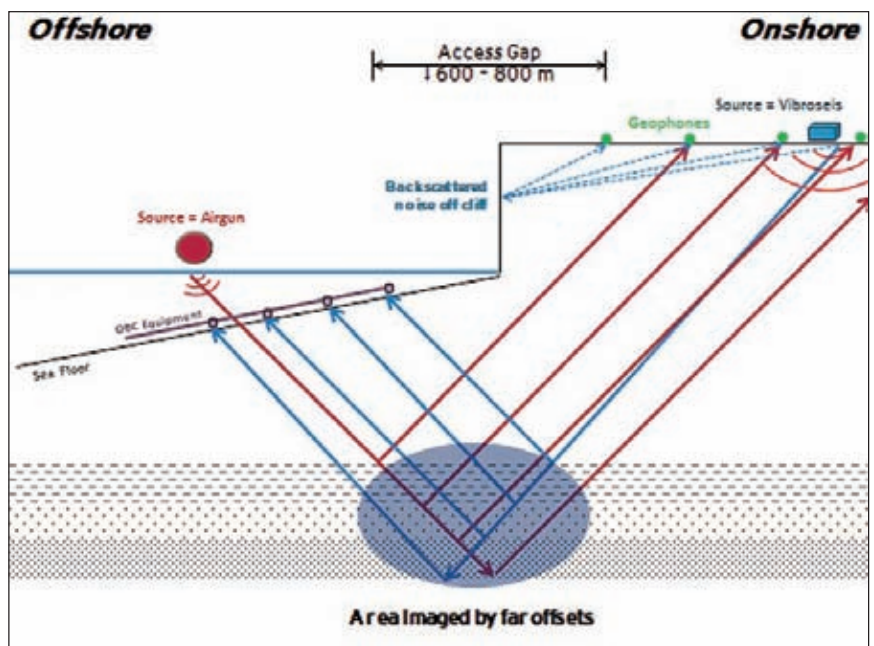 Offshore
Onshore
Access Gap
↓600 - 800 m
Source = Vibroseis
Geophones
Backscattered
noise off cliff
Source = Airgun
OBC Equipment
Sea Floor
Area Imaged by far offsets